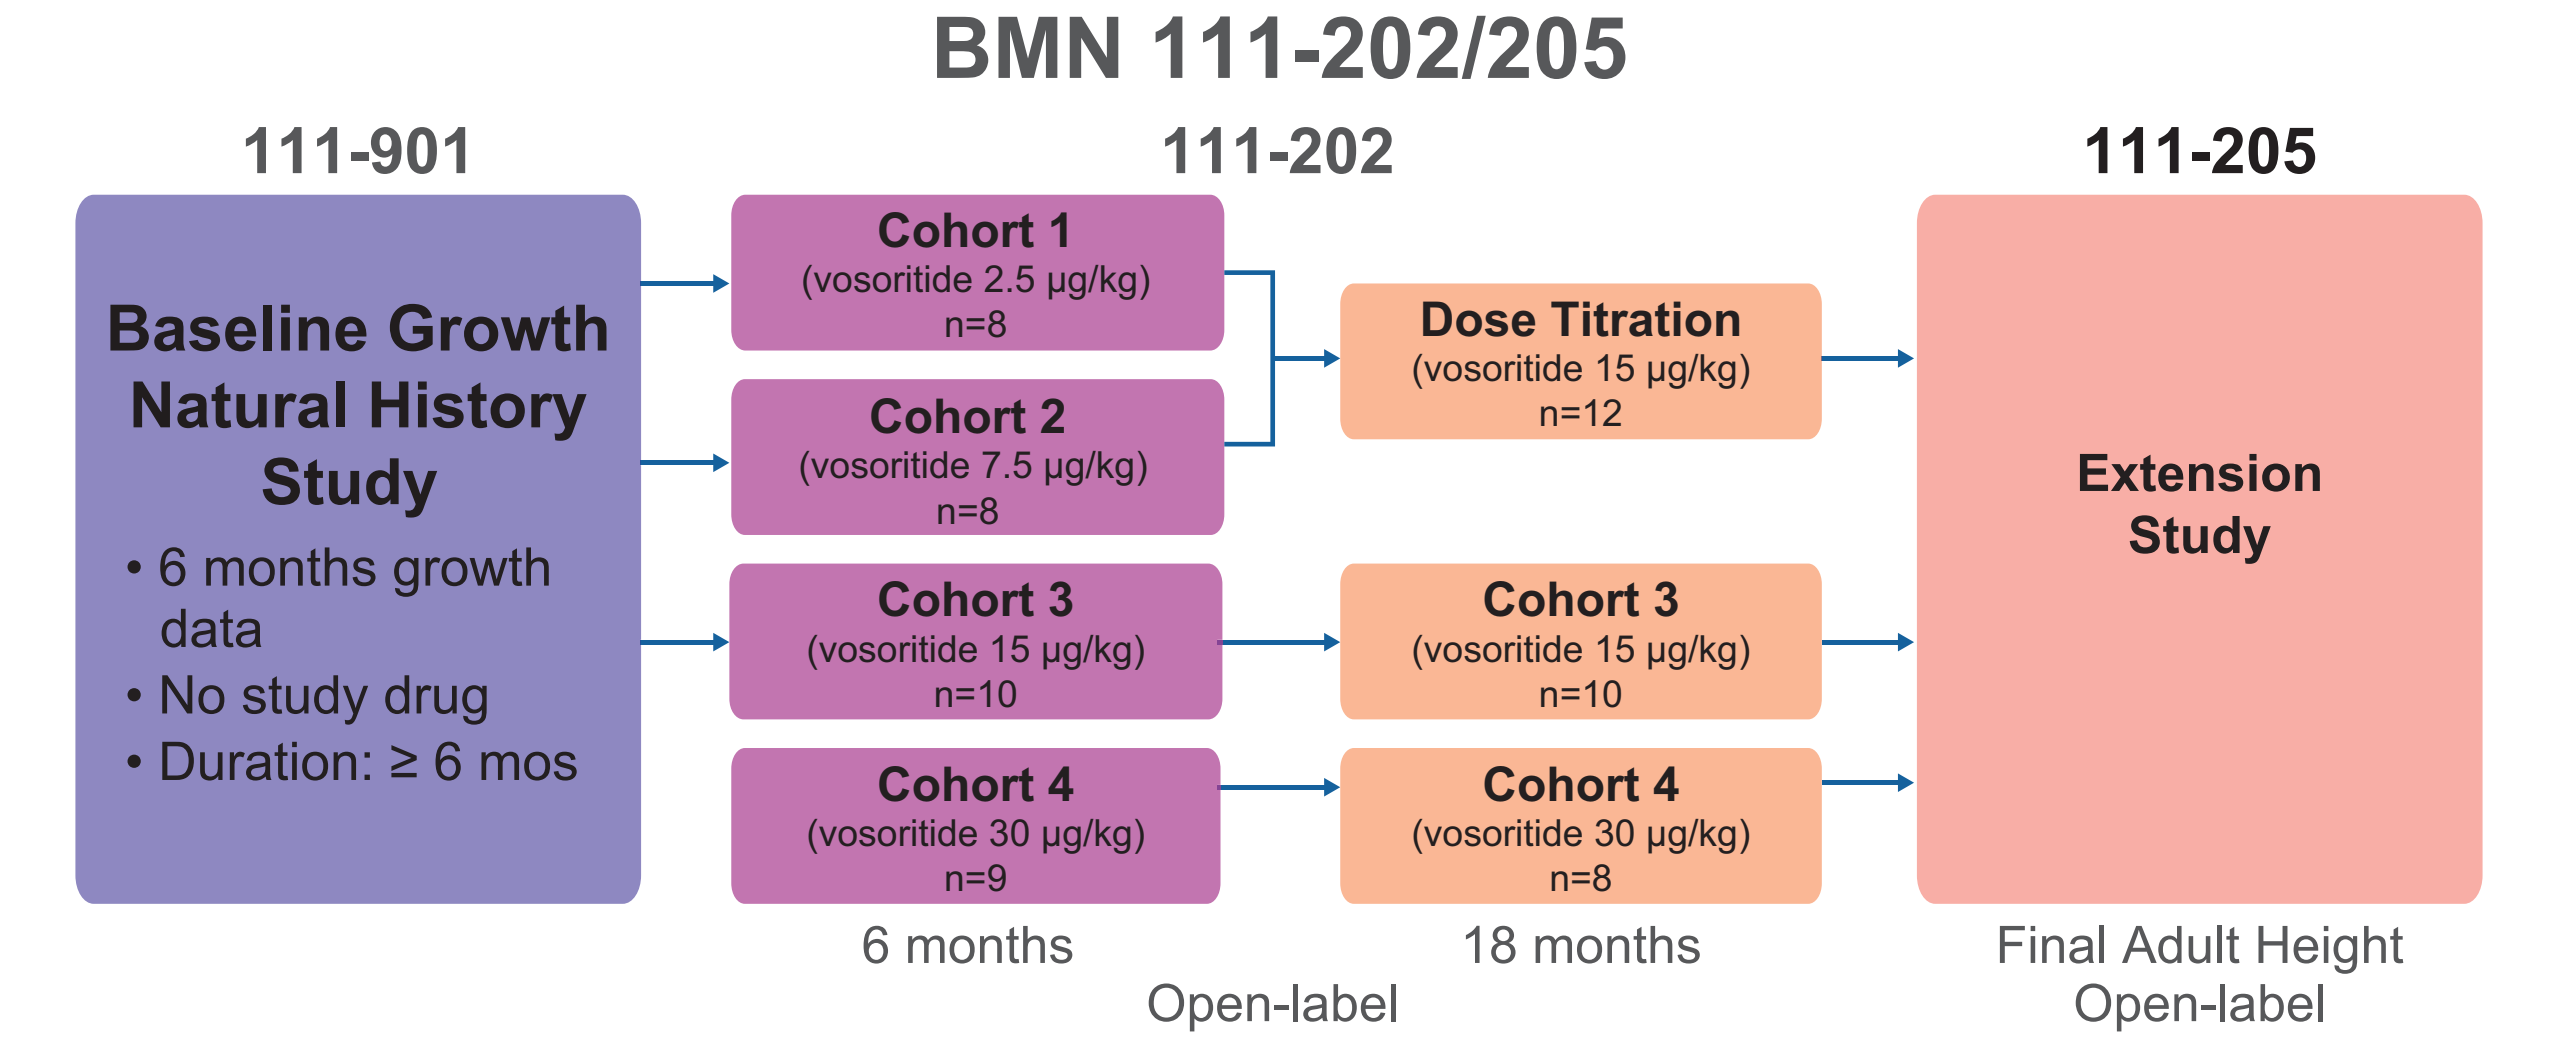 BMN 111-202/205
111-901
111-202
111-205
Baseline Growth
Natural History
Study
• 6 months growth
data
• No study drug
• Duration: ≥ 6 mos
Cohort 1
(vosoritide 2.5 µg/kg)
n=8
Cohort 2
(vosoritide 7.5 µg/kg)
n=8
Cohort 3
(vosoritide 15 µg/kg)
n=10
Cohort 4
(vosoritide 30 µg/kg)
n=9
Dose Titration
(vosoritide 15 µg/kg)
n=12
Cohort 3
(vosoritide 15 µg/kg)
n=10
Cohort 4
(vosoritide 30 µg/kg)
n=8
Extension
Study
6 months
18 months
Open-label
Final Adult Height
Open-label